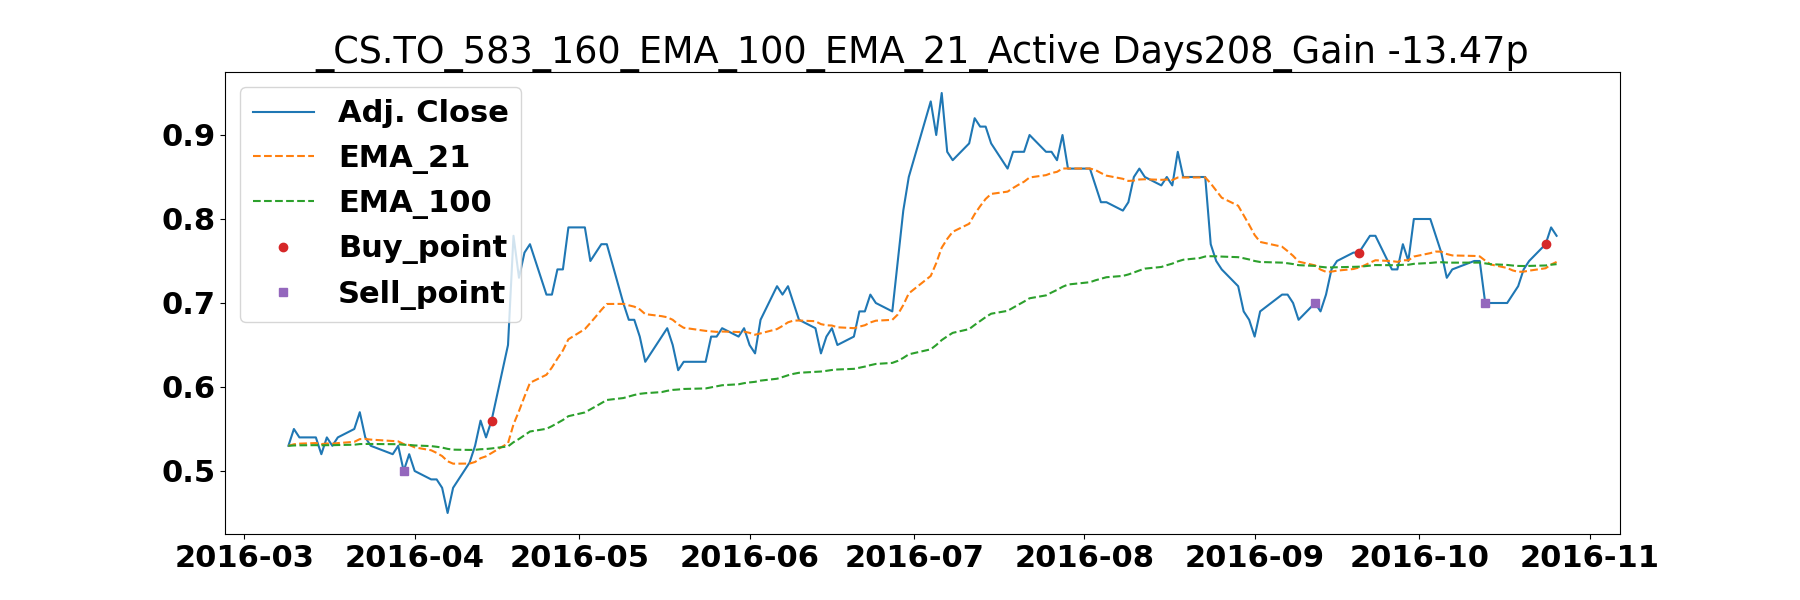 _CS.TO_583_160_EMA_100_EMA_21_Active Days208_Gain -13.47p
Adj. Close
EMA_21
EMA_100
Buy_point
Sell_point
0.9
0.8
0.7
0.6
0.5
2016-03 2016-04 2016-05 2016-06 2016-07 2016-08 2016-09 2016-10 2016-11